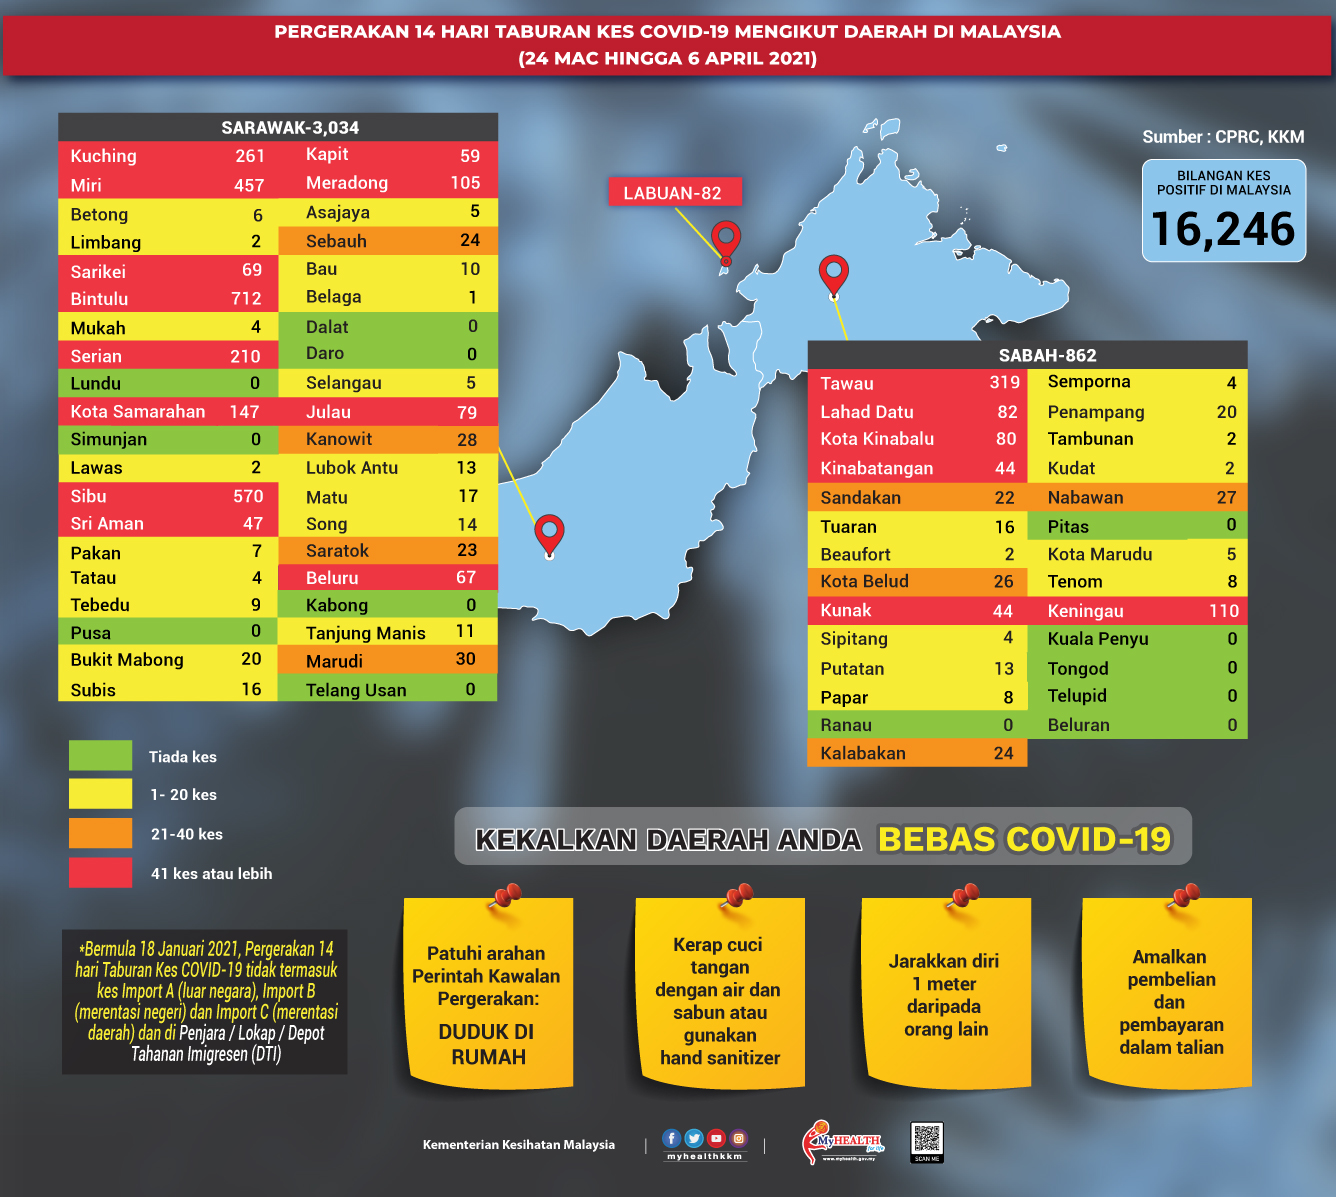 PERGERAKAN 14 HARI TABURAN KES COVID-19 MENGIKUT DAERAH DI MALAYSIA
(24 MAC HINGGA 6 APRIL 2021)
Sumber : CPRC, KKM
BILANGAN KES
POSITIF DI MALAYSIA
16,246
LABUAN-82
SARAWAK-3,034
Kuching 261 Kapit 59
Miri 457 Meradong 105
Betong 6 Asajaya 5
Limbang 2 Sebauh 24
Sarikei 69 Bau 10
Bintulu 712 Belaga 1
Mukah 4 Dalat 0
Serian 210 Daro 0
Lundu 0 Selangau 5
Kota Samarahan 147 Julau 79
Simunjan 0 Kanowit 28
Lawas 2 Lubok Antu 13
Sibu 570 Matu 17
Sri Aman 47 Song 14
Pakan 7 Saratok 23
Tatau 4 Beluru 67
Tebedu 9 Kabong 0
Pusa 0 Tanjung Manis 11
Bukit Mabong 20 Marudi 30
Subis 16 Telang Usan 0
SABAH-862
Tawau 319 Semporna 4
Lahad Datu 82 Penampang 20
Kota Kinabalu 80 Tambunan 2
Kinabatangan 44 Kudat 2
Sandakan 22 Nabawan 27
Tuaran 16 Pitas 0
Beaufort 2 Kota Marudu 5
Kota Belud 26 Tenom 8
Kunak 44 Keningau 110
Sipitang 4 Kuala Penyu 0
Putatan 13 Tongod 0
Papar 8 Telupid 0
Ranau 0 Beluran 0
Kalabakan 24
Tiada kes
1- 20 kes
21-40 kes
41 kes atau lebih
KEKALKAN DAERAH ANDA BEBAS COVID-19
*Bermula 18 Januari 2021, Pergerakan 14
hari Taburan Kes COVID-19 tidak termasuk
kes Import A (luar negara), Import B
(merentasi negeri) dan Import C (merentasi
daerah) dan di Penjara / Lokap / Depot
Tahanan Imigresen (DTI)
Patuhi arahan
Perintah Kawalan
Pergerakan:
DUDUK DI
RUMAH
Kerap cuci
tangan
dengan air dan
sabun atau
gunakan
hand sanitizer
Jarakkan diri
1 meter
daripada
orang lain
Amalkan
pembelian
dan
pembayaran
dalam talian
Kementerian Kesihatan Malaysia
myhealthkkm
MyHEALTH
for life
www.myhealth.gov.my
SCAN ME